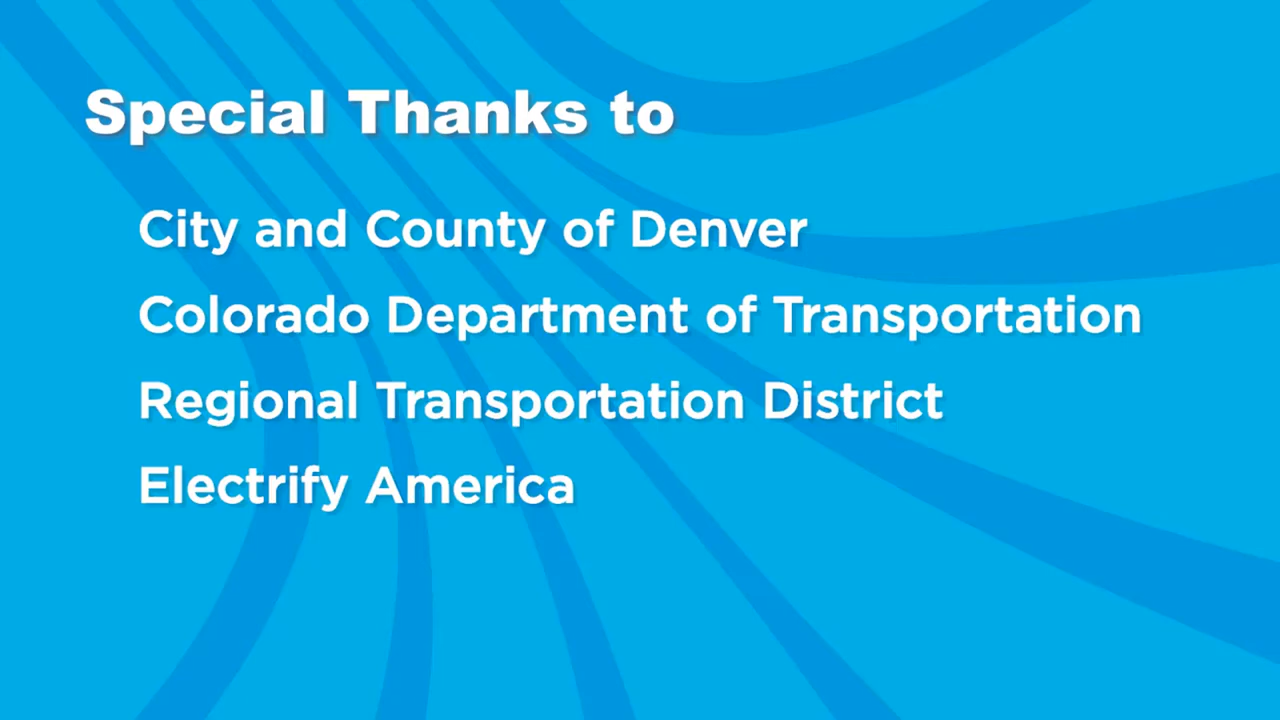 Special Thanks to
City and County of Denver
Colorado Department of Transportation
Regional Transportation District
Electrify America